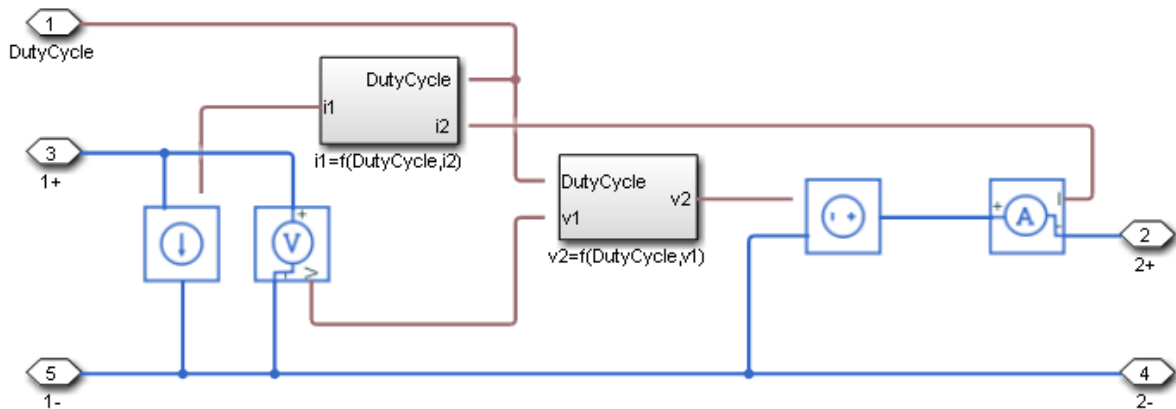 1
DutyCycle
DutyCycle
i1
i2
i1=f(DutyCycle,i2)
3
1+
DutyCycle
v2
v1
v2=f(DutyCycle,v1)
+
V
- +
+
A
I
-
2
2+
5
1-
4
2-